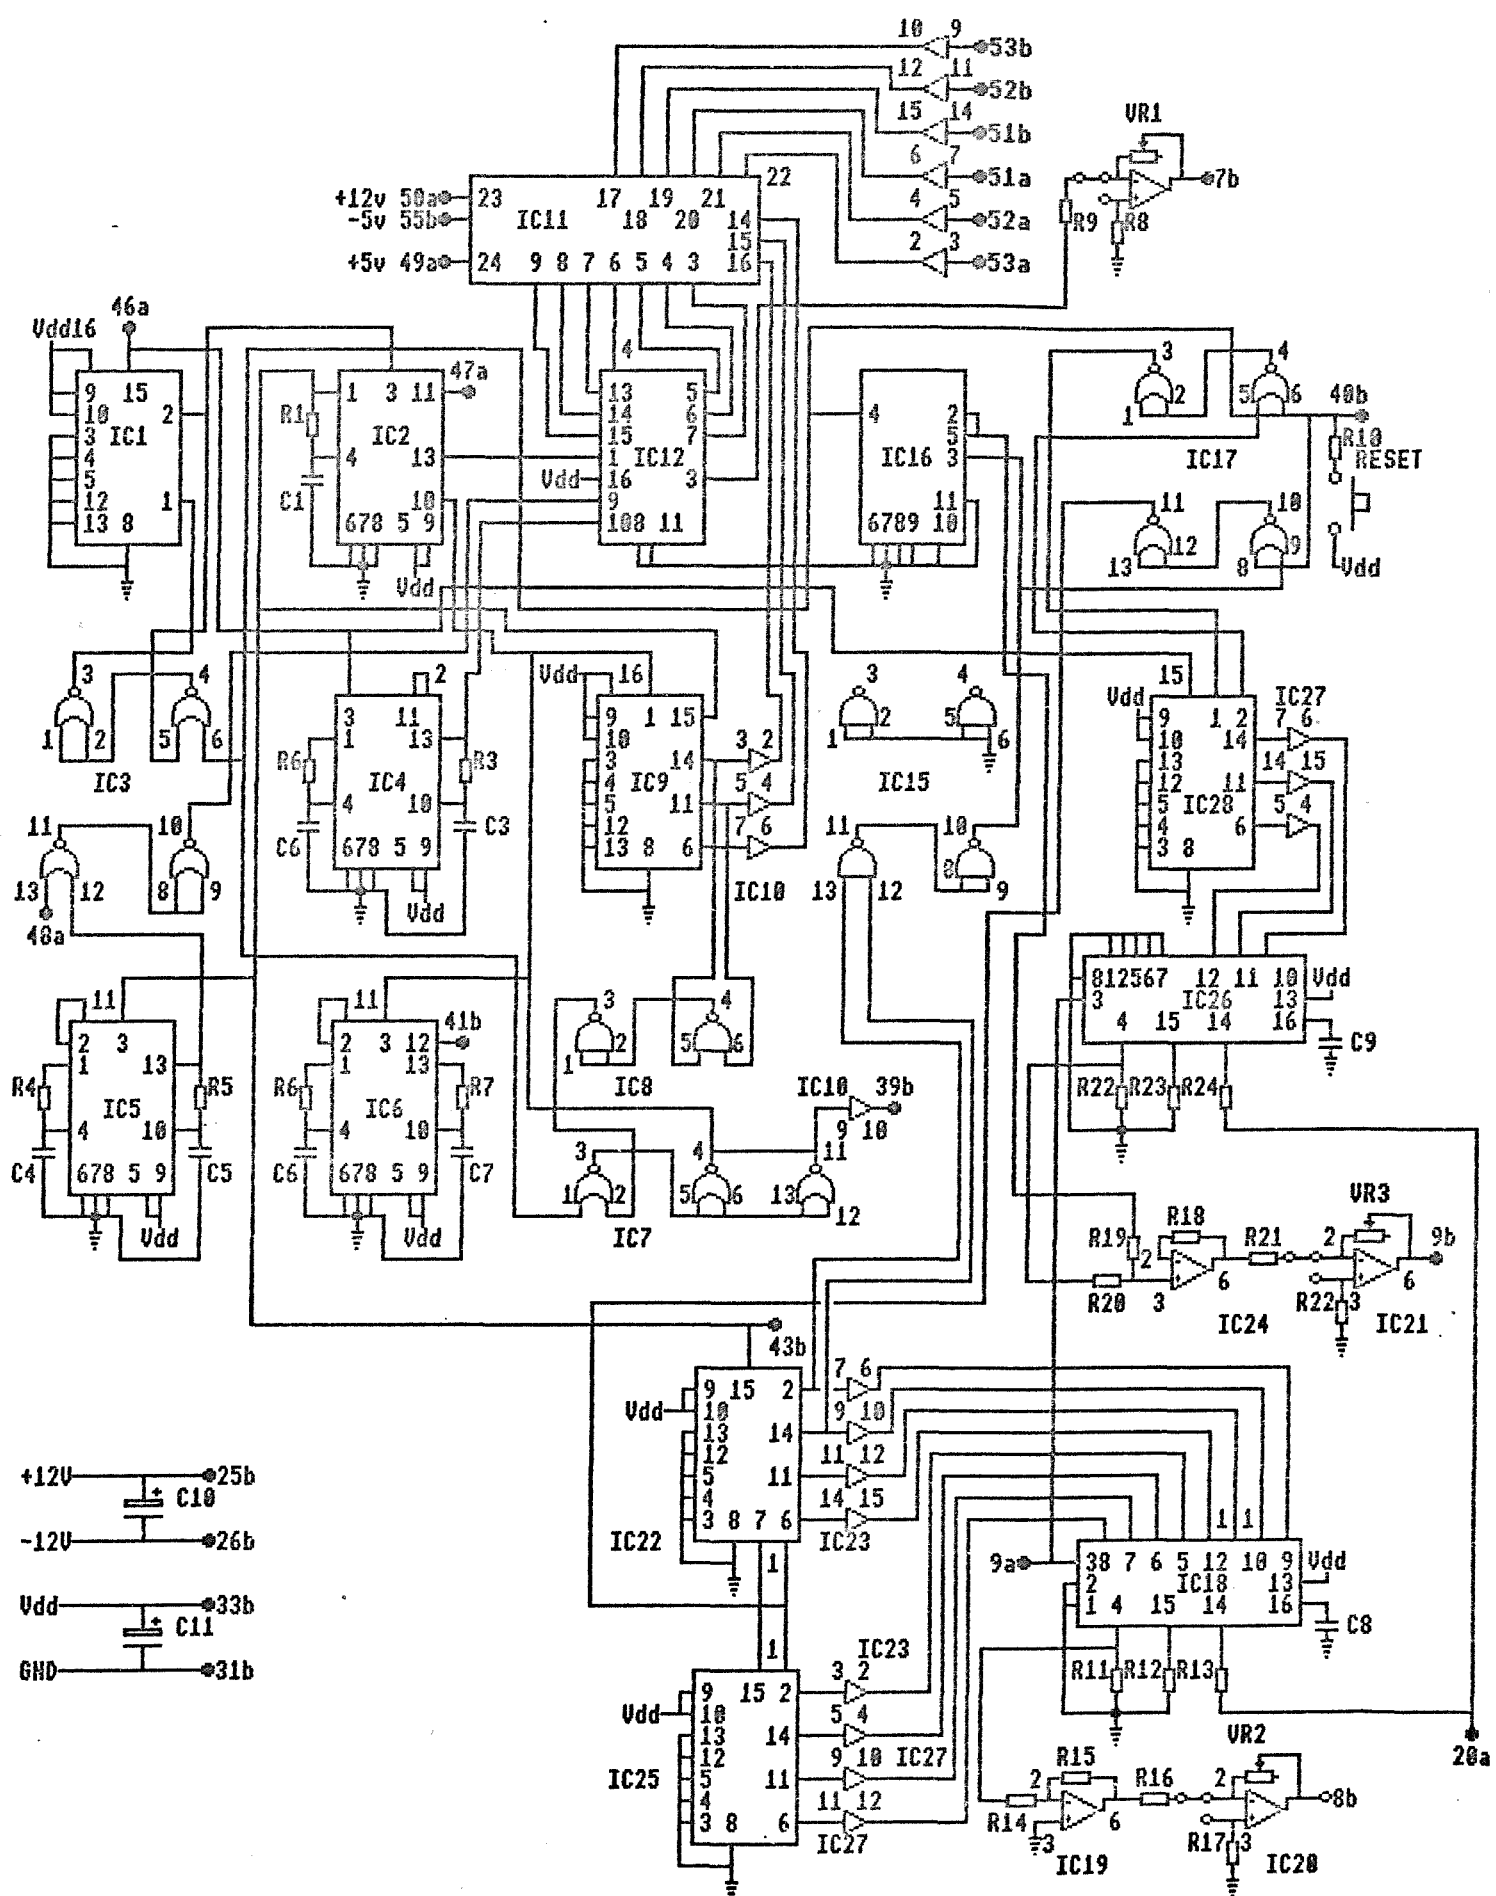 10 9
53b
12 11
52b
15 14
51b
VR1
6 7
51a
22
7b
+12v 50a 23 17 19 21
4 5
-5v 55b IC11 18 20 14
52a
R9 R8
15
2 3
+5v 49a 24 9 8 7 6 5 4 3 16
53a
46a
Vdd16
4
3 4
47a
9 15 1 3 11 13 5 4 2 2 5 6 40b
10 2 R1 14 6 5 1
3 IC1 IC2 15 7 R10
4 4 13 1 IC12 IC16 3 IC17 RESET
5 Vdd 16 3
12 1 C1 10 9 11 11 10
13 8 678 5 9 108 11 6789 10
12 9
Vdd 13 8 Vdd
3 4 2 Vdd 16 3 4 15
Vdd IC27
3 11 9 1 15 2 5 9 1 2 7 6
1 2 5 6 1 13 10 1 6 10 14
R6 R3 3 14 3 2 13 14 15
IC3 IC4 4 IC9 IC15 12 11
4 10 5 11 5 4 5 IC28 5 4
11 10 C6 C3 12 7 6 11 10 4 6
678 5 9 13 8 6 8 3 8
13 12 8 9 IC10 13 12 9
48a Vdd
812567 12 11 10 Vdd
11 11 3 4 3 IC26 13
2 3 2 3 12 41b 4 15 14 16
1 13 1 13 1 2 5 6 C9
R4 R5 R6 R7 IC8 IC10 39b R22 R23 R24
IC5 IC6
4 10 4 10 9 10
C4 678 5 9 C5 C6 678 5 9 C7 3 4 11
1 2 5 6 13 12
Vdd Vdd IC7
R18 VR3
R19 2 R21 2 9b
R20 3 6 R22 3 6
IC24 IC21
43b
7 6
9 15 2
Vdd 10 9 10
13 14
12 11 12
+12V 25b 5 11
C10 4 14 15 1 1
3 8 7 6
-12V 26b IC22 IC23
1 9a 38 7 6 5 12 10 9 Vdd
2 IC18 13
Vdd 33b 1 4 15 14 16
C11 C8
GND 31b 1 IC23
3 2 R11 R12 R13
9 15 2
Vdd 10 5 4
13 14 VR2
12 9 10 IC27 20a
IC25 5 11 2 R15 R16 2
4 11 12 8b
3 8 6 R14 6
IC27 3 R17 3
IC19 IC20